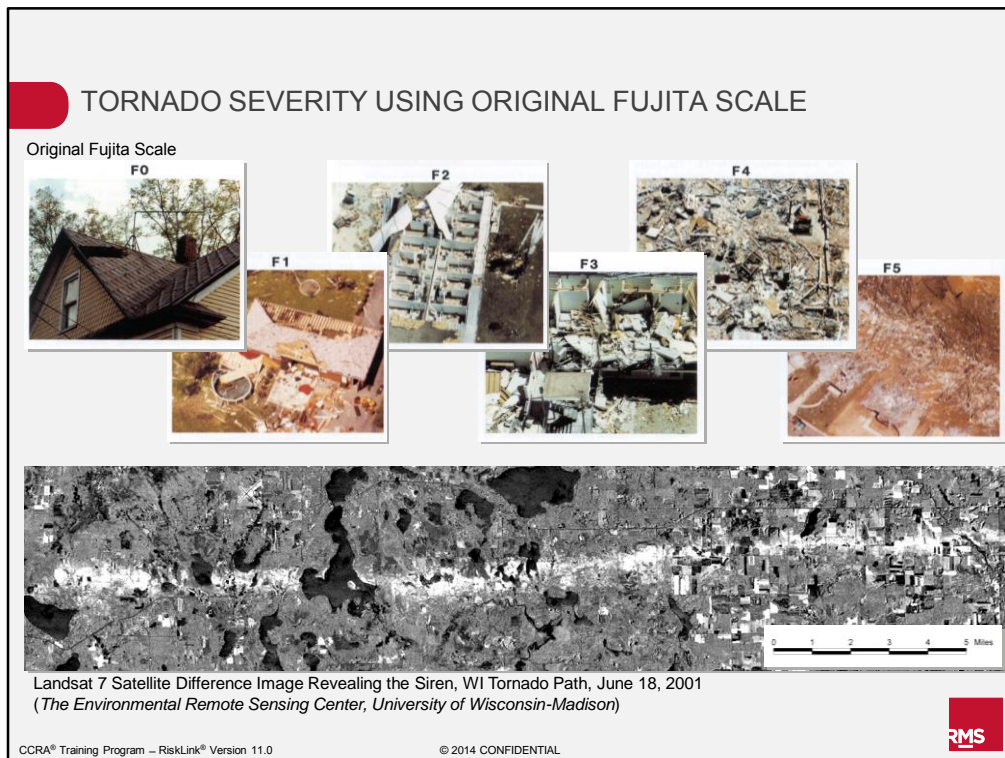 TORNADO SEVERITY USING ORIGINAL FUJITA SCALE
Original Fujita Scale
F0
F2
F4
F1
F3
F5
0 1 2 3 4 5 Miles
Landsat 7 Satellite Difference Image Revealing the Siren, WI Tornado Path, June 18, 2001
(The Environmental Remote Sensing Center, University of Wisconsin-Madison)
CCRA® Training Program – RiskLink® Version 11.0
© 2014 CONFIDENTIAL
RMS